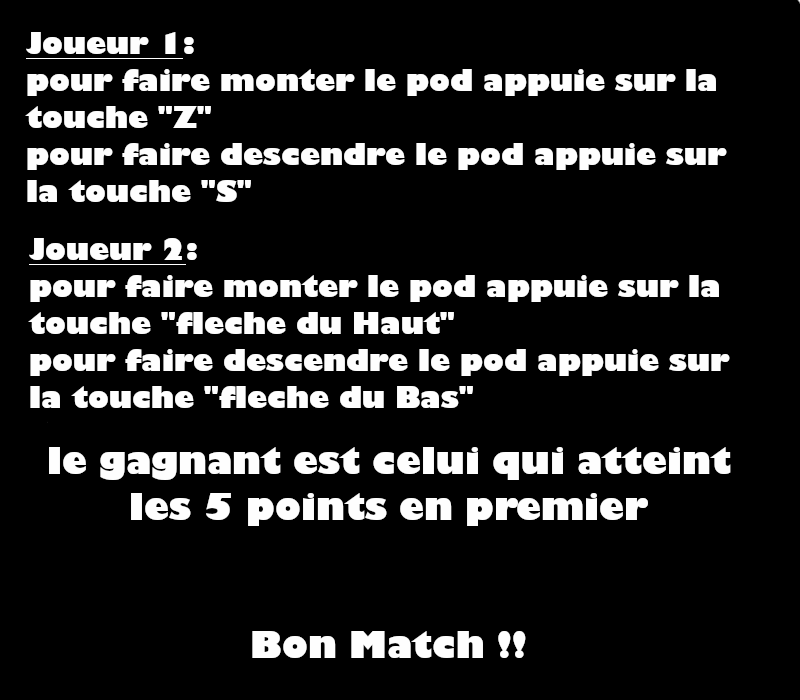 Joueur 1:
pour faire monter le pod appuie sur la
touche "Z"
pour faire descendre le pod appuie sur
la touche "S"
Joueur 2:
pour faire monter le pod appuie sur la
touche "fleche du Haut"
pour faire descendre le pod appuie sur
la touche "fleche du Bas"
le gagnant est celui qui atteint
les 5 points en premier
Bon Match !!